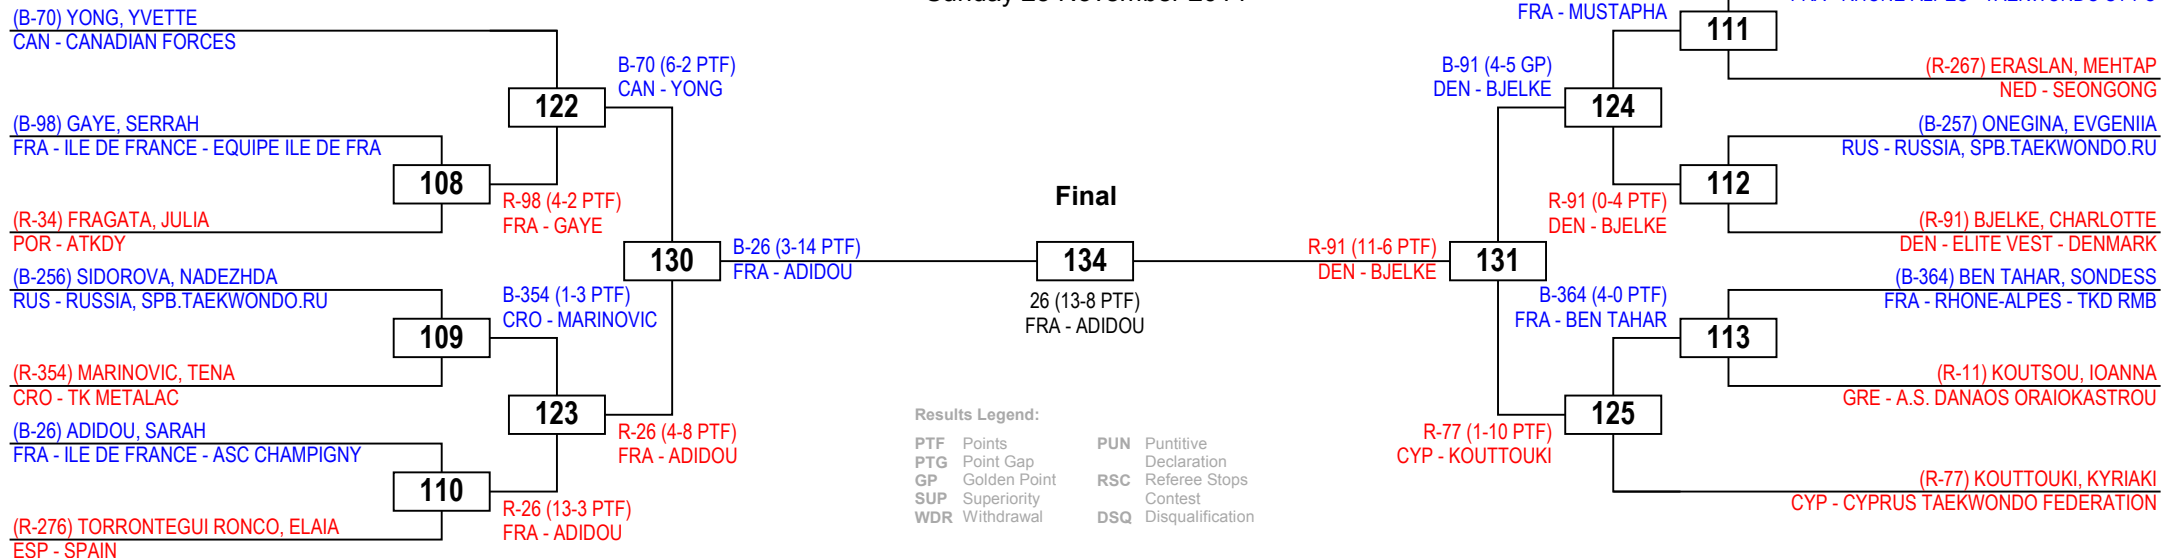 (B-70) YONG, YVETTE
CAN - CANADIAN FORCES
B-70 (6-2 PTF)
CAN - YONG
122
(B-98) GAYE, SERRAH
FRA - ILE DE FRANCE - EQUIPE ILE DE FRA
108
R-98 (4-2 PTF)
FRA - GAYE
(R-34) FRAGATA, JULIA
POR - ATKDY
130
B-26 (3-14 PTF)
FRA - ADIDOU
(B-256) SIDOROVA, NADEZHDA
RUS - RUSSIA, SPB.TAEKWONDO.RU
B-354 (1-3 PTF)
CRO - MARINOVIC
109
(R-354) MARINOVIC, TENA
CRO - TK METALAC
123
R-26 (4-8 PTF)
FRA - ADIDOU
(B-26) ADIDOU, SARAH
FRA - ILE DE FRANCE - ASC CHAMPIGNY
110
R-26 (13-3 PTF)
FRA - ADIDOU
(R-276) TORRONTEGUI RONCO, ELAIA
ESP - SPAIN
Final
134
26 (13-8 PTF)
FRA - ADIDOU
Results Legend:
PTF Points
PTG Point Gap
GP Golden Point
SUP Superiority
WDR Withdrawal
PUN Puntitive
Declaration
RSC Referee Stops
Contest
DSQ Disqualification
FRA - MUSTAPHA
111
B-91 (4-5 GP)
DEN - BJELKE
124
(R-267) ERASLAN, MEHTAP
NED - SEONGONG
(B-257) ONEGINA, EVGENIIA
RUS - RUSSIA, SPB.TAEKWONDO.RU
112
R-91 (0-4 PTF)
DEN - BJELKE
(R-91) BJELKE, CHARLOTTE
DEN - ELITE VEST - DENMARK
R-91 (11-6 PTF)
DEN - BJELKE
131
(B-364) BEN TAHAR, SONDESS
FRA - RHONE-ALPES - TKD RMB
B-364 (4-0 PTF)
FRA - BEN TAHAR
113
(R-11) KOUTSOU, IOANNA
GRE - A.S. DANAOS ORAIOKASTROU
125
R-77 (1-10 PTF)
CYP - KOUTTOUKI
(R-77) KOUTTOUKI, KYRIAKI
CYP - CYPRUS TAEKWONDO FEDERATION